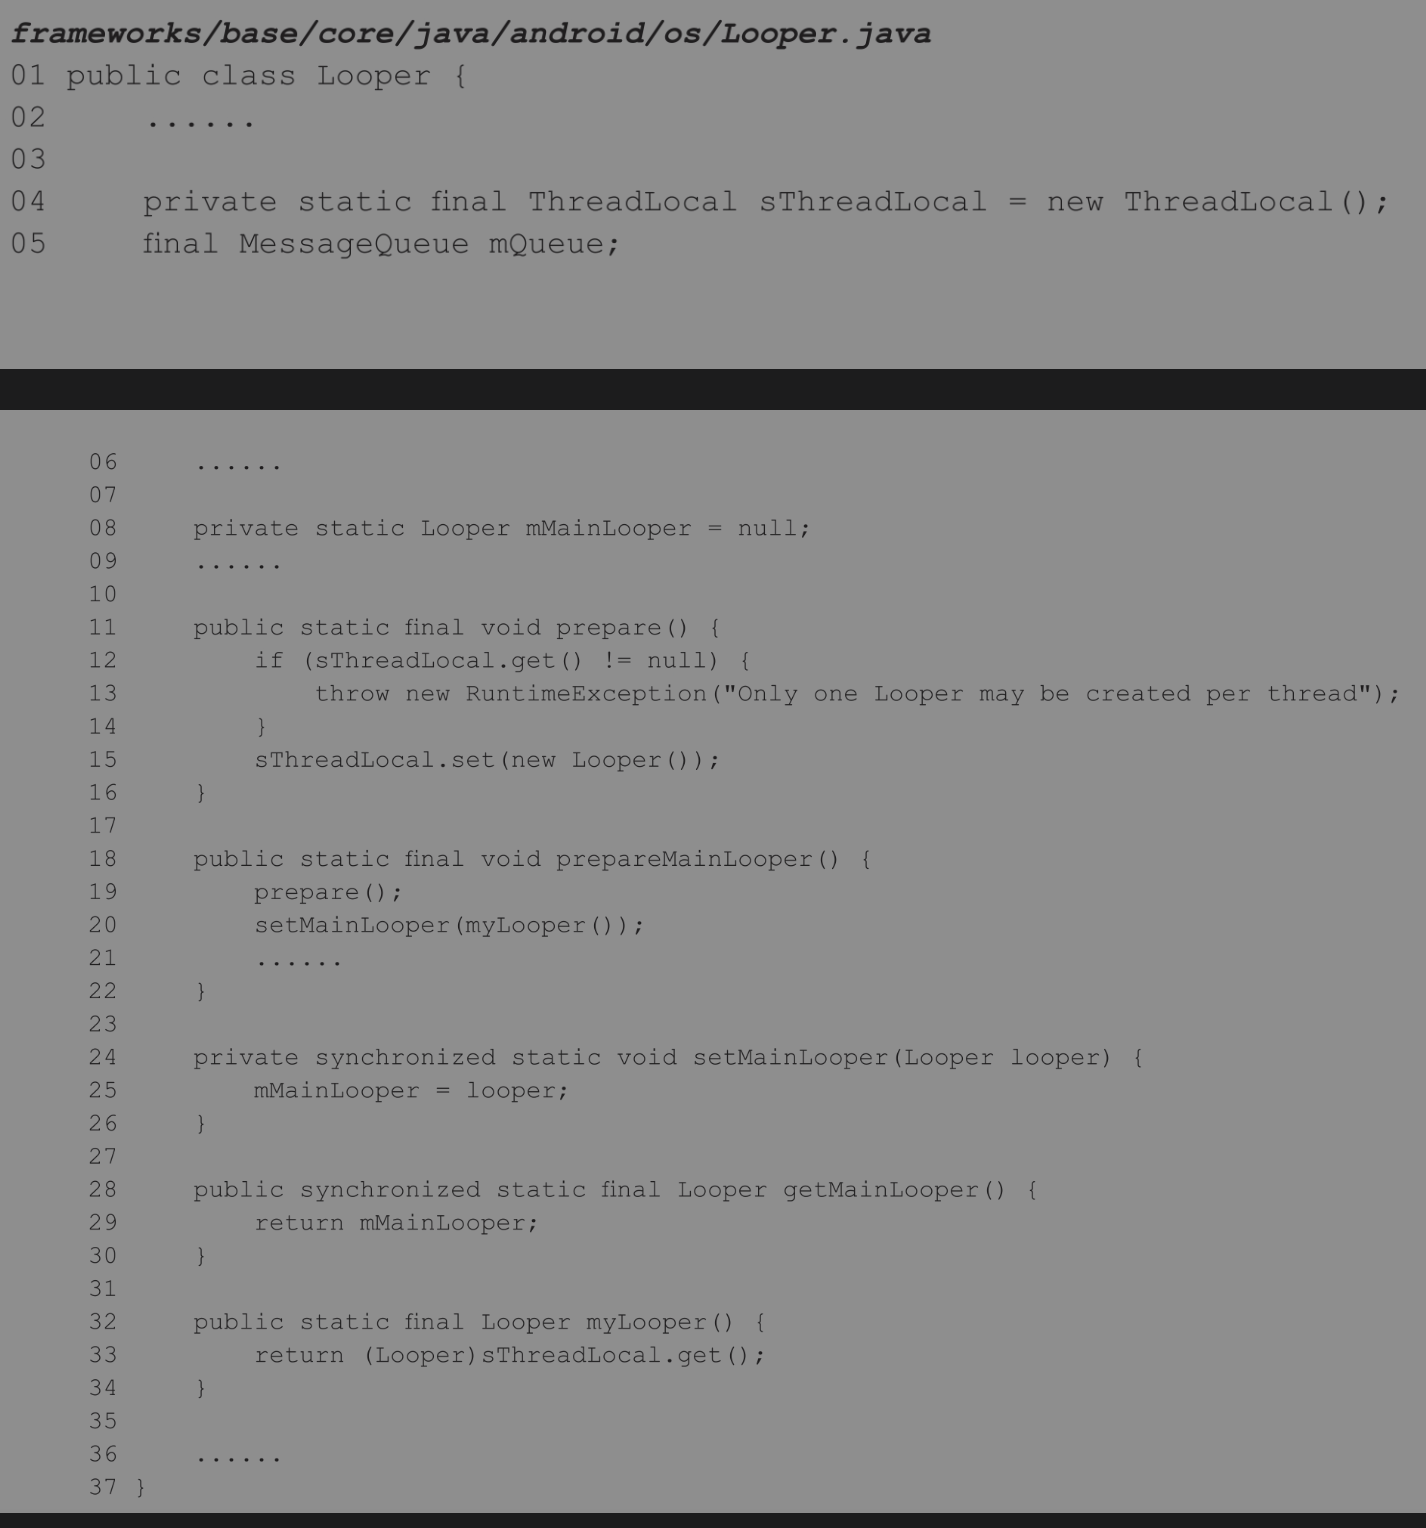 frameworks/base/core/java/android/os/Looper.java
01 public class Looper {
02     ......
03
04     private static final ThreadLocal sThreadLocal = new ThreadLocal();
05     final MessageQueue mQueue;
06     ......
07
08     private static Looper mMainLooper = null;
09     ......
10
11     public static final void prepare() {
12         if (sThreadLocal.get() != null) {
13             throw new RuntimeException("Only one Looper may be created per thread");
14         }
15         sThreadLocal.set(new Looper());
16     }
17
18     public static final void prepareMainLooper() {
19         prepare();
20         setMainLooper(myLooper());
21         ......
22     }
23
24     private synchronized static void setMainLooper(Looper looper) {
25         mMainLooper = looper;
26     }
27
28     public synchronized static final Looper getMainLooper() {
29         return mMainLooper;
30     }
31
32     public static final Looper myLooper() {
33         return (Looper)sThreadLocal.get();
34     }
35
36     ......
37 }